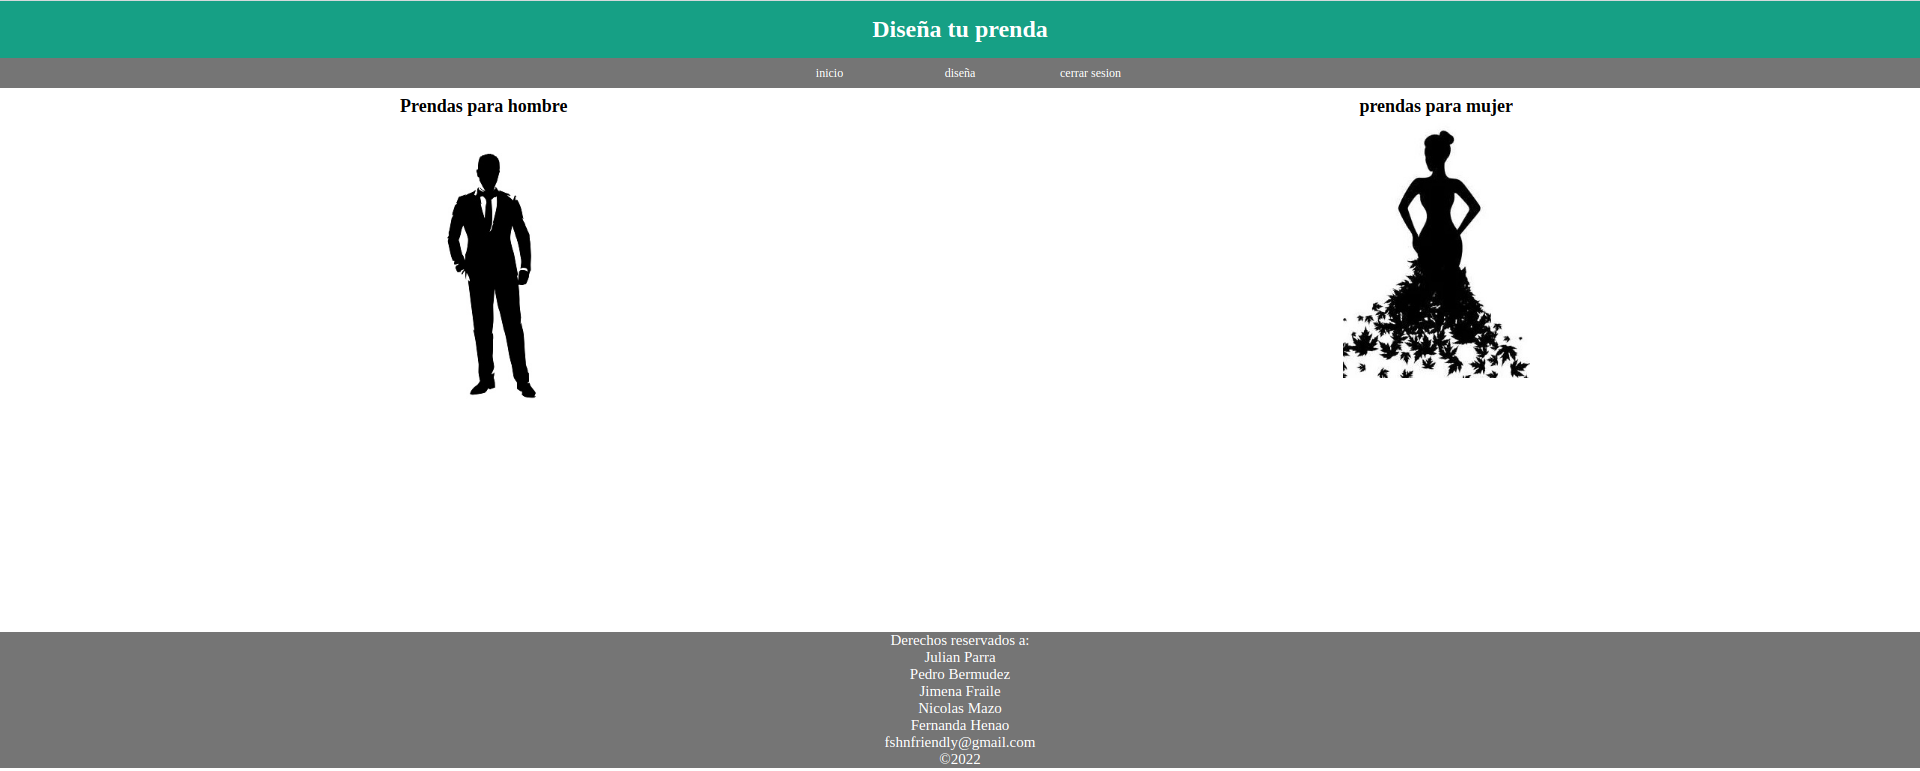 Diseña tu prenda
inicio diseña cerrar sesion
Prendas para hombre
prendas para mujer
Derechos reservados a:
Julian Parra
Pedro Bermudez
Jimena Fraile
Nicolas Mazo
Fernanda Henao
fshnfriendly@gmail.com
©2022